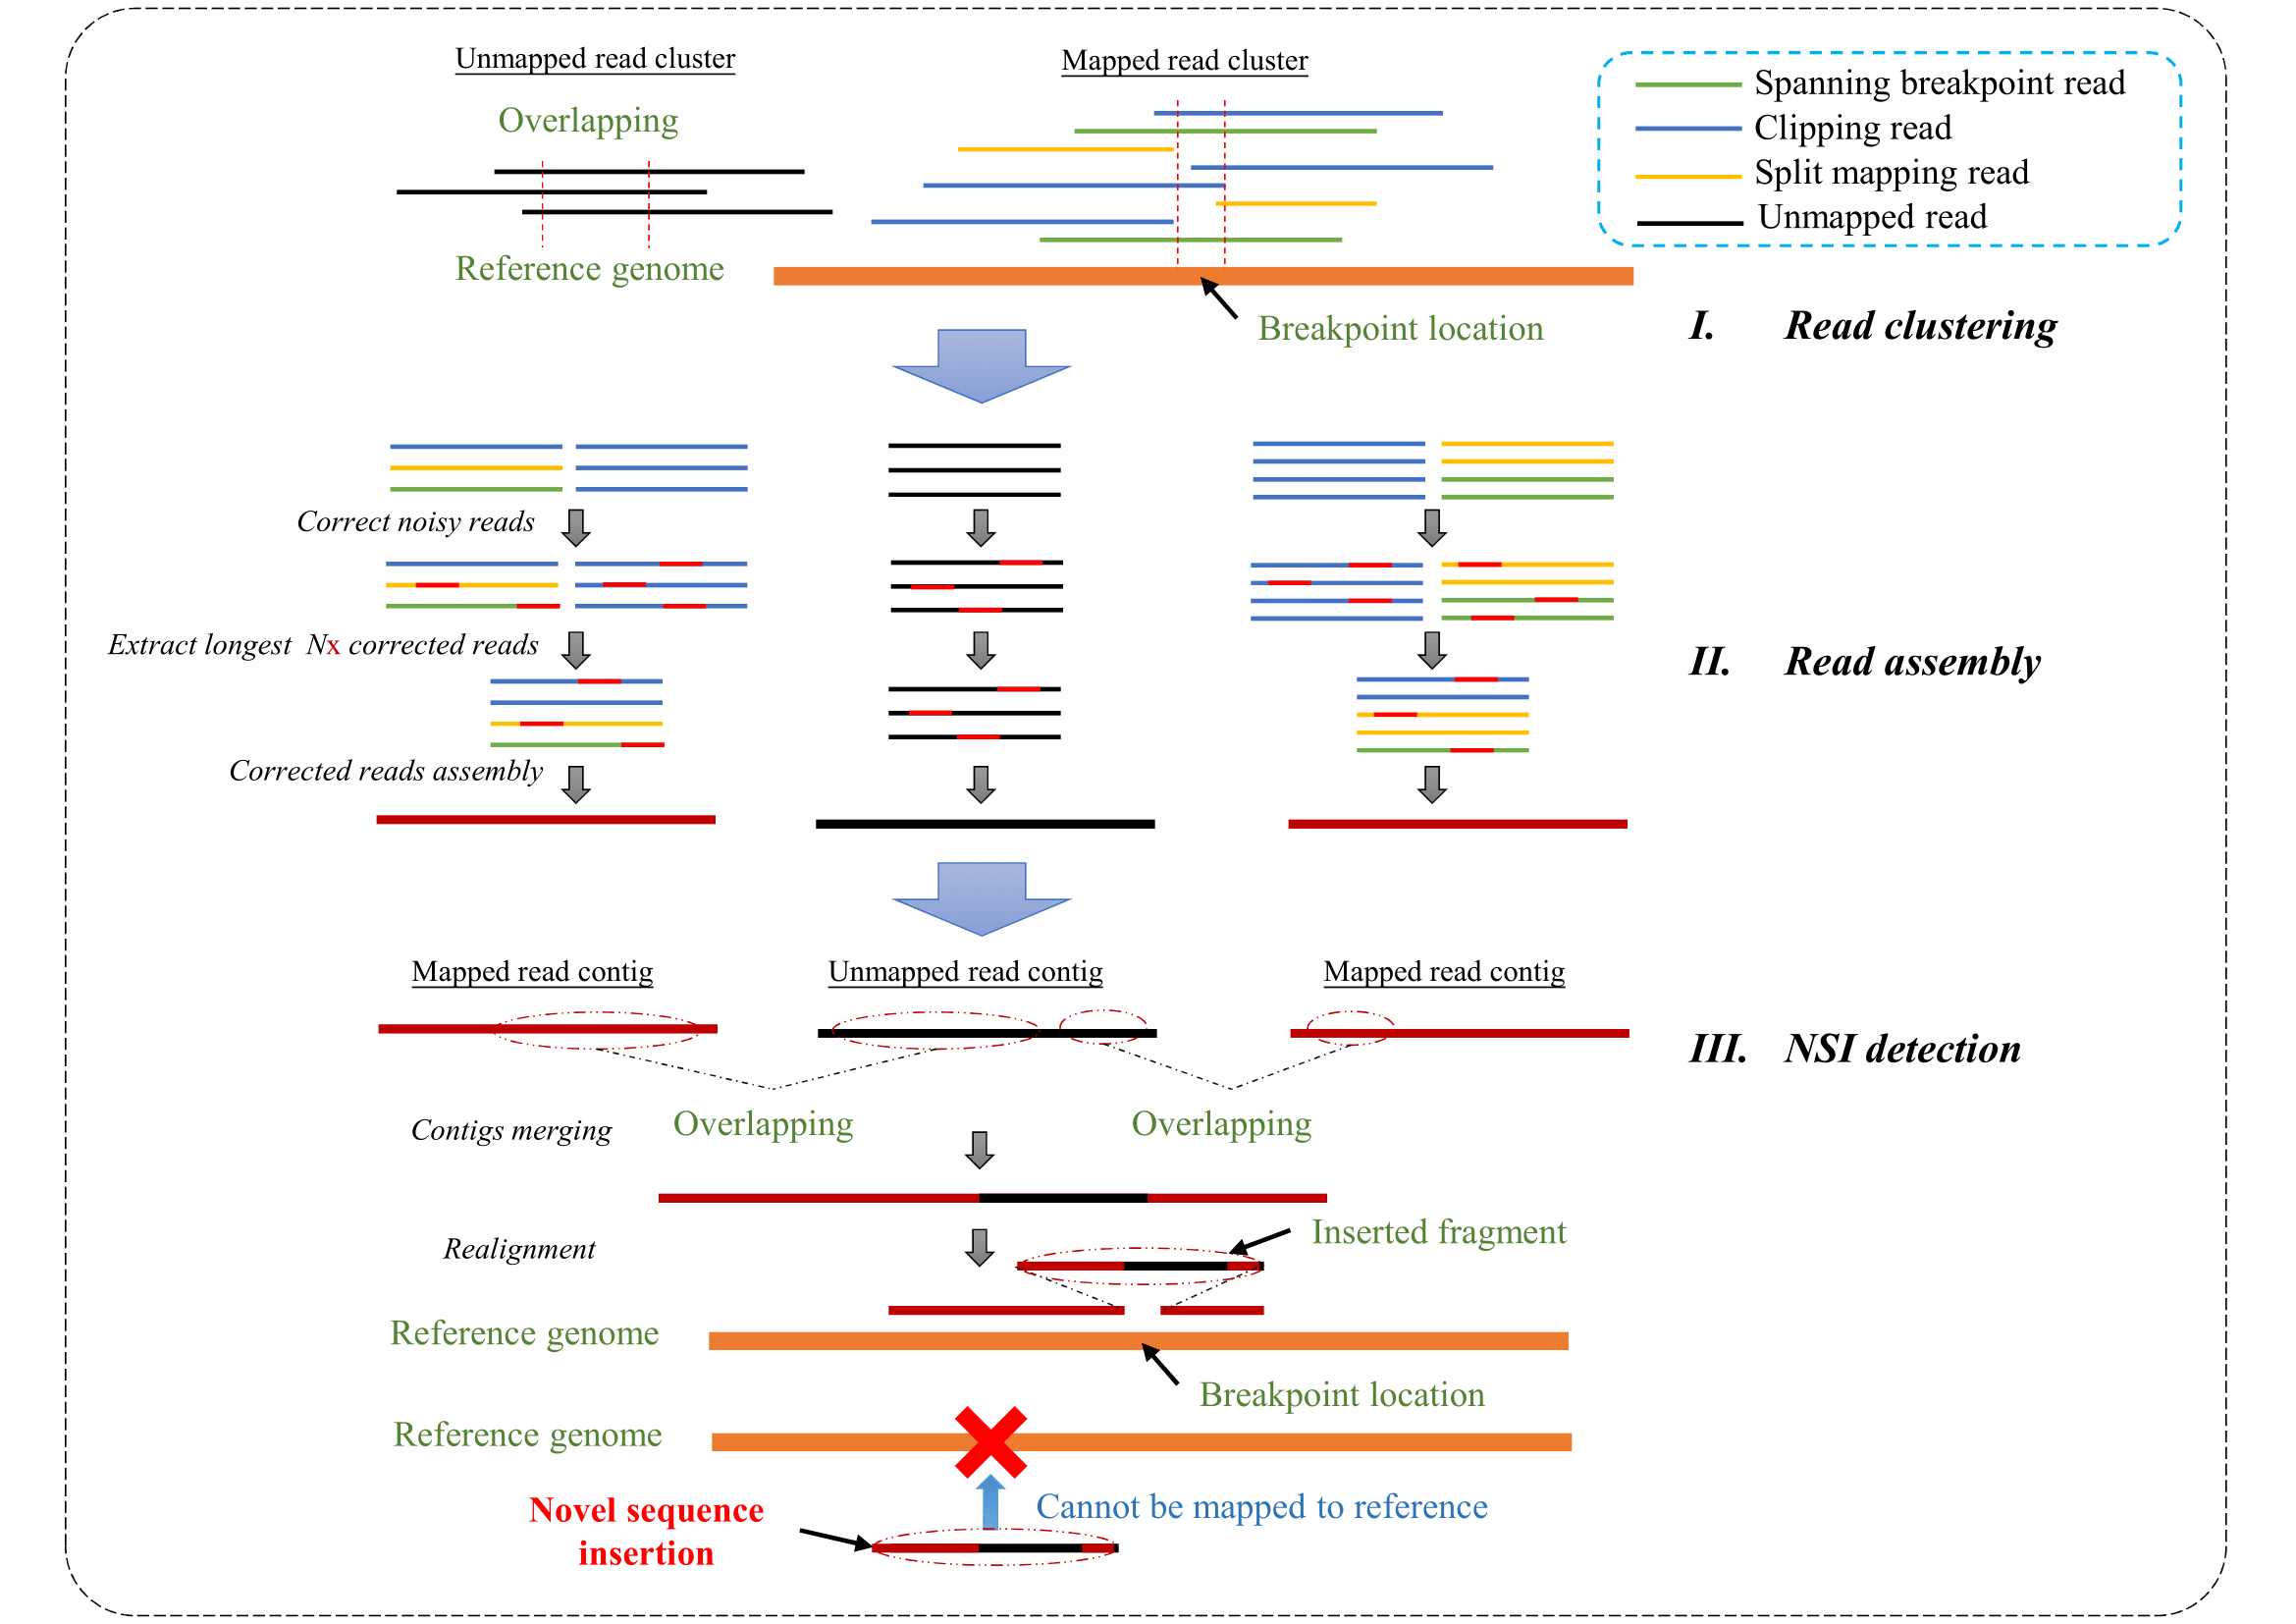 Unmapped read cluster
Mapped read cluster
Overlapping
Reference genome
Breakpoint location
Spanning breakpoint read
Clipping read
Split mapping read
Unmapped read
I. Read clustering
Correct noisy reads
Extract longest Nx corrected reads
Corrected reads assembly
II. Read assembly
Mapped read contig
Unmapped read contig
Mapped read contig
III. NSI detection
Overlapping
Overlapping
Contigs merging
Realignment
Inserted fragment
Reference genome
Breakpoint location
Reference genome
Cannot be mapped to reference
Novel sequence
insertion